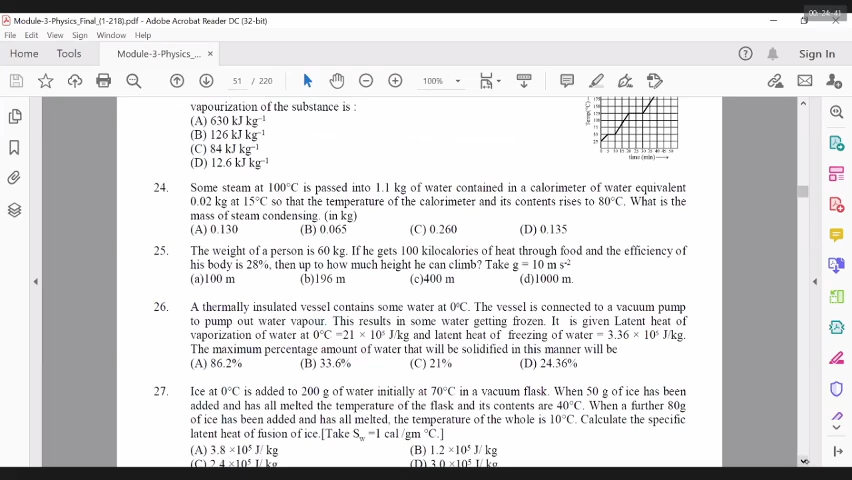 00:24:41
Module-3-Physics_Final_(1-218).pdf - Adobe Acrobat Reader DC (32-bit)
File Edit View Sign Window Help
Home Tools Module-3-Physics_... × Sign In
51 / 220 100%
vapourization of the substance is :
(A) 630 kJ kg⁻¹
(B) 126 kJ kg⁻¹
(C) 84 kJ kg⁻¹
(D) 12.6 kJ kg⁻¹
Temp(°C)
time (min)
24. Some steam at 100°C is passed into 1.1 kg of water contained in a calorimeter of water equivalent
0.02 kg at 15°C so that the temperature of the calorimeter and its contents rises to 80°C. What is the
mass of steam condensing. (in kg)
(A) 0.130 (B) 0.065 (C) 0.260 (D) 0.135
25. The weight of a person is 60 kg. If he gets 100 kilocalories of heat through food and the efficiency of
his body is 28%, then up to how much height he can climb? Take g = 10 m s⁻²
(a)100 m (b)196 m (c)400 m (d)1000 m.
26. A thermally insulated vessel contains some water at 0°C. The vessel is connected to a vacuum pump
to pump out water vapour. This results in some water getting frozen. It is given Latent heat of
vaporization of water at 0°C =21 × 10⁵ J/kg and latent heat of freezing of water = 3.36 × 10⁵ J/kg.
The maximum percentage amount of water that will be solidified in this manner will be
(A) 86.2% (B) 33.6% (C) 21% (D) 24.36%
27. Ice at 0°C is added to 200 g of water initially at 70°C in a vacuum flask. When 50 g of ice has been
added and has all melted the temperature of the flask and its contents are 40°C. When a further 80g
of ice has been added and has all melted, the temperature of the whole is 10°C. Calculate the specific
latent heat of fusion of ice.[Take S_w =1 cal /gm °C.]
(A) 3.8 ×10⁵ J/ kg (B) 1.2 ×10⁵ J/ kg
(C) 2.4 ×10⁵ J/ kg (D) 3.0 ×10⁵ J/ kg